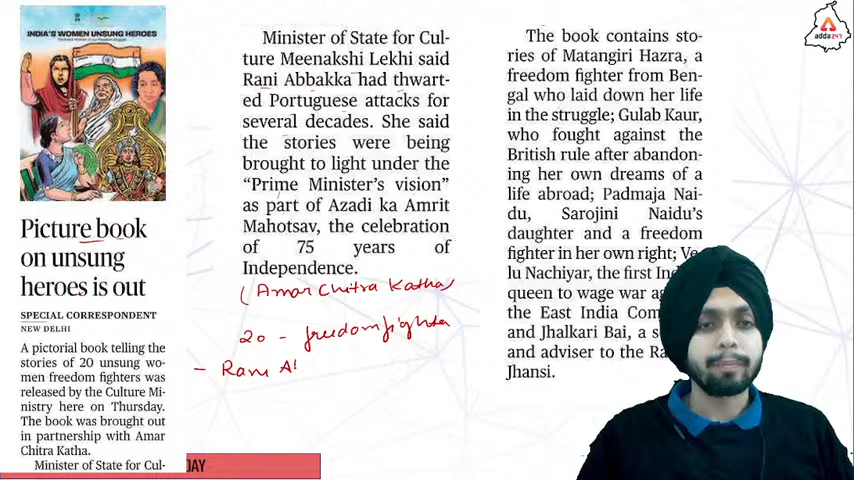 INDIA'S WOMEN UNSUNG HEROES
Picture book
on unsung
heroes is out
SPECIAL CORRESPONDENT
NEW DELHI
A pictorial book telling the
stories of 20 unsung wo-
men freedom fighters was
released by the Culture Mi-
nistry here on Thursday.
The book was brought out
in partnership with Amar
Chitra Katha.
Minister of State for Cul-
Minister of State for Cul-
ture Meenakshi Lekhi said
Rani Abbakka had thwart-
ed Portuguese attacks for
several decades. She said
the stories were being
brought to light under the
“Prime Minister’s vision”
as part of Azadi ka Amrit
Mahotsav, the celebration
of 75 years of
Independence.
(Amar Chitra Katha)
20 - freedom fighter
- Rani Ab
The book contains sto-
ries of Matangiri Hazra, a
freedom fighter from Ben-
gal who laid down her life
in the struggle; Gulab Kaur,
who fought against the
British rule after abandon-
ing her own dreams of a
life abroad; Padmaja Nai-
du, Sarojini Naidu’s
daughter and a freedom
fighter in her own right; Ve-
lu Nachiyar, the first Ind
queen to wage war ag
the East India Com
and Jhalkari Bai, a s
and adviser to the Ra
Jhansi.
DAY
adda247